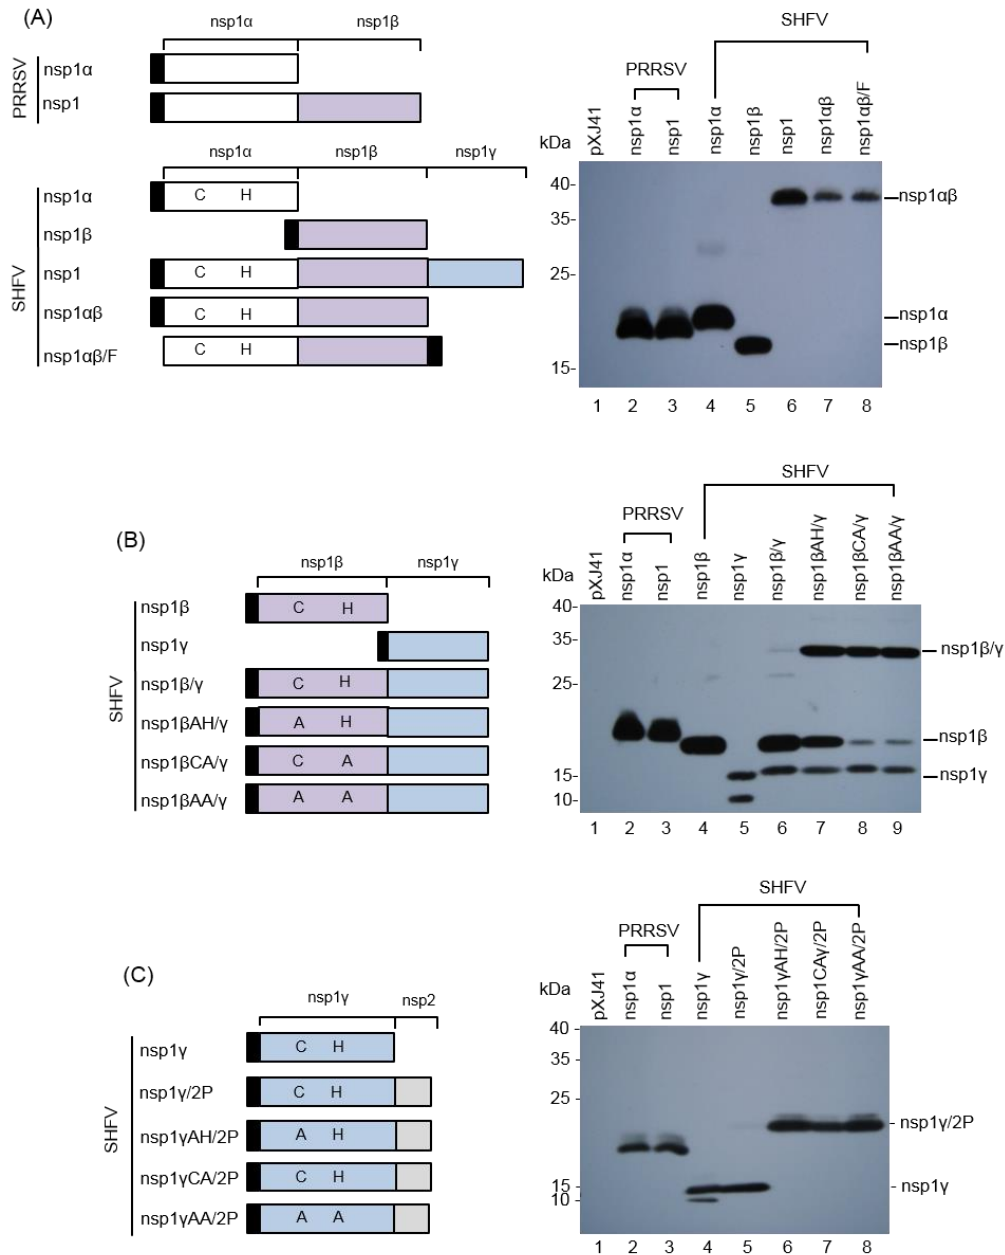 (A)
nsp1α nsp1β
PRRSV
nsp1α
nsp1
nsp1α nsp1β nsp1γ
SHFV
nsp1α C H
nsp1β
nsp1 C H
nsp1αβ C H
nsp1αβ/F C H
SHFV
PRRSV
kDa pXJ41 nsp1α nsp1 nsp1α nsp1β nsp1 nsp1αβ nsp1αβ/F
40- nsp1αβ
35-
25-
nsp1α
nsp1β
15-
1 2 3 4 5 6 7 8
(B)
nsp1β nsp1γ
SHFV
nsp1β C H
nsp1γ
nsp1β/γ C H
nsp1βAH/γ A H
nsp1βCA/γ C A
nsp1βAA/γ A A
SHFV
PRRSV
kDa pXJ41 nsp1α nsp1 nsp1β nsp1γ nsp1β/γ nsp1βAH/γ nsp1βCA/γ nsp1βAA/γ
40-
35- nsp1β/γ
25-
nsp1β
15- nsp1γ
10-
1 2 3 4 5 6 7 8 9
(C)
nsp1γ nsp2
SHFV
nsp1γ C H
nsp1γ/2P C H
nsp1γAH/2P A H
nsp1γCA/2P C H
nsp1γAA/2P A A
SHFV
PRRSV
kDa pXJ41 nsp1α nsp1 nsp1γ nsp1γ/2P nsp1γAH/2P nsp1CAγ/2P nsp1γAA/2P
40 -
35 -
25 -
- nsp1γ/2P
15 - - nsp1γ
10 -
1 2 3 4 5 6 7 8